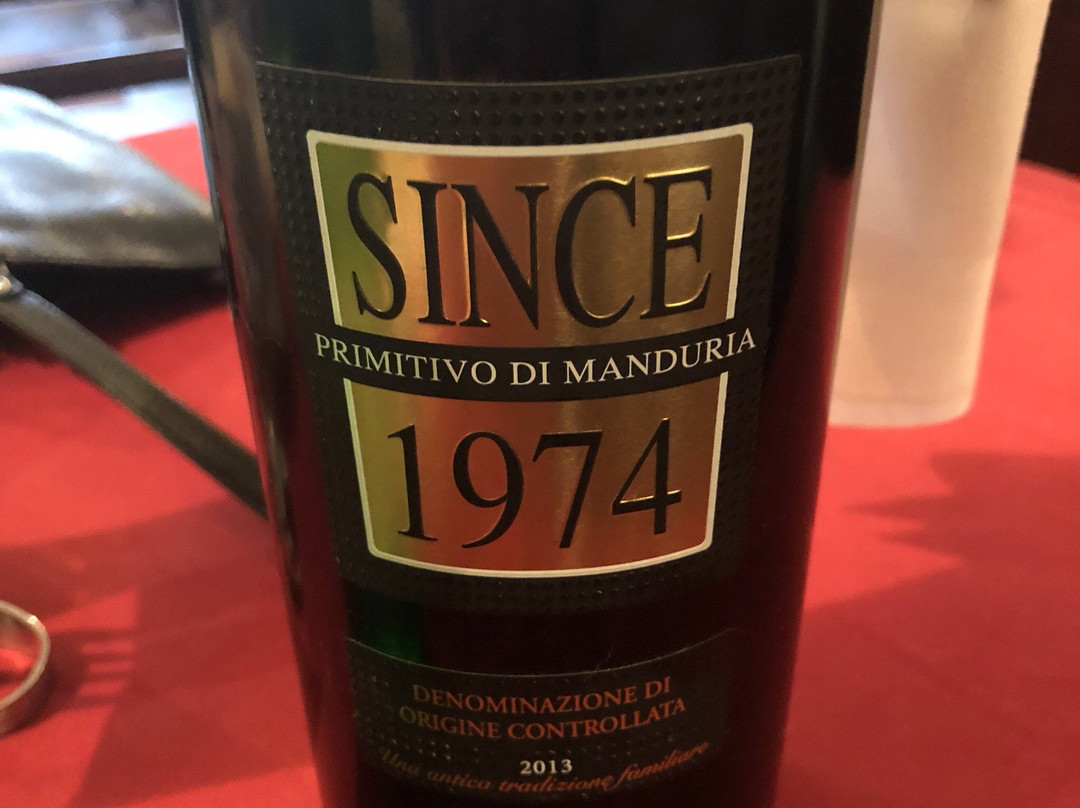 SINCE
PRIMITIVO DI MANDURIA
1974
DENOMINAZIONE DI
ORIGINE CONTROLLATA
2013
Una antica tradizione familiare